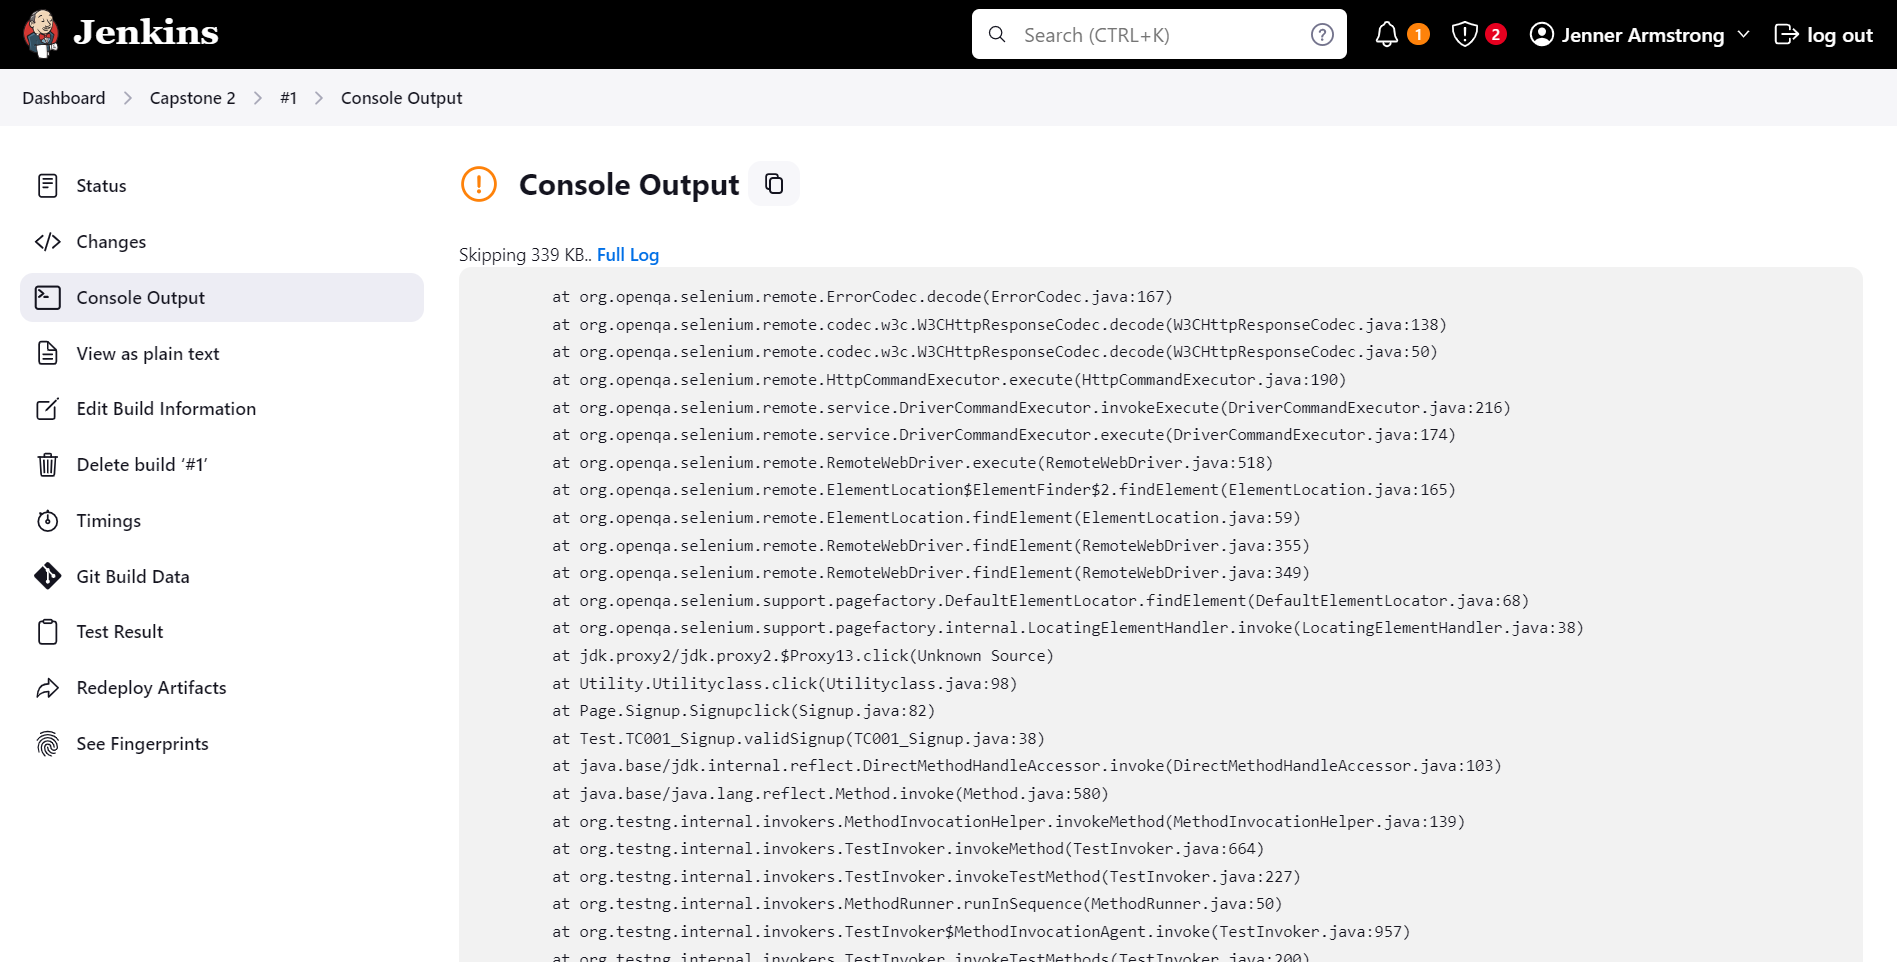 Jenkins
Search (CTRL+K)
?
1
2
Jenner Armstrong
log out
Dashboard
Capstone 2
#1
Console Output
Status
Changes
Console Output
View as plain text
Edit Build Information
Delete build ‘#1’
Timings
Git Build Data
Test Result
Redeploy Artifacts
See Fingerprints
Console Output
Skipping 339 KB.. Full Log
at org.openqa.selenium.remote.ErrorCodec.decode(ErrorCodec.java:167)
at org.openqa.selenium.remote.codec.w3c.W3CHttpResponseCodec.decode(W3CHttpResponseCodec.java:138)
at org.openqa.selenium.remote.codec.w3c.W3CHttpResponseCodec.decode(W3CHttpResponseCodec.java:50)
at org.openqa.selenium.remote.HttpCommandExecutor.execute(HttpCommandExecutor.java:190)
at org.openqa.selenium.remote.service.DriverCommandExecutor.invokeExecute(DriverCommandExecutor.java:216)
at org.openqa.selenium.remote.service.DriverCommandExecutor.execute(DriverCommandExecutor.java:174)
at org.openqa.selenium.remote.RemoteWebDriver.execute(RemoteWebDriver.java:518)
at org.openqa.selenium.remote.ElementLocation$ElementFinder$2.findElement(ElementLocation.java:165)
at org.openqa.selenium.remote.ElementLocation.findElement(ElementLocation.java:59)
at org.openqa.selenium.remote.RemoteWebDriver.findElement(RemoteWebDriver.java:355)
at org.openqa.selenium.remote.RemoteWebDriver.findElement(RemoteWebDriver.java:349)
at org.openqa.selenium.support.pagefactory.DefaultElementLocator.findElement(DefaultElementLocator.java:68)
at org.openqa.selenium.support.pagefactory.internal.LocatingElementHandler.invoke(LocatingElementHandler.java:38)
at jdk.proxy2/jdk.proxy2.$Proxy13.click(Unknown Source)
at Utility.Utilityclass.click(Utilityclass.java:98)
at Page.Signup.Signupclick(Signup.java:82)
at Test.TC001_Signup.validSignup(TC001_Signup.java:38)
at java.base/jdk.internal.reflect.DirectMethodHandleAccessor.invoke(DirectMethodHandleAccessor.java:103)
at java.base/java.lang.reflect.Method.invoke(Method.java:580)
at org.testng.internal.invokers.MethodInvocationHelper.invokeMethod(MethodInvocationHelper.java:139)
at org.testng.internal.invokers.TestInvoker.invokeMethod(TestInvoker.java:664)
at org.testng.internal.invokers.TestInvoker.invokeTestMethod(TestInvoker.java:227)
at org.testng.internal.invokers.MethodRunner.runInSequence(MethodRunner.java:50)
at org.testng.internal.invokers.TestInvoker$MethodInvocationAgent.invoke(TestInvoker.java:957)
at org.testng.internal.invokers.TestInvoker.invokeTestMethods(TestInvoker.java:200)